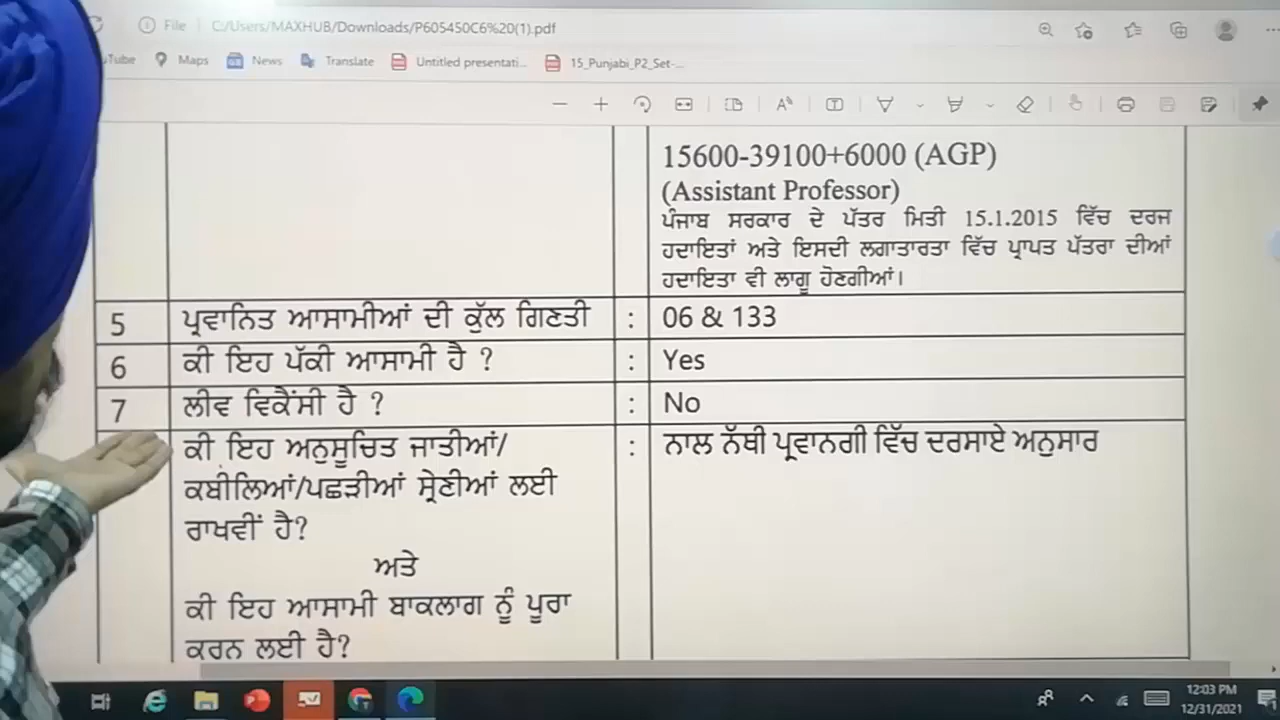 File
C:/Users/MAXHUB/Downloads/P605450C6%20(1).pdf
Tube Maps News Translate Untitled presentati... 15_Punjabi_P2_Set-...
15600-39100+6000 (AGP)
(Assistant Professor)
ਪੰਜਾਬ ਸਰਕਾਰ ਦੇ ਪੱਤਰ ਮਿਤੀ 15.1.2015 ਵਿੱਚ ਦਰਜ
ਹਦਾਇਤਾਂ ਅਤੇ ਇਸਦੀ ਲਗਾਤਾਰਤਾ ਵਿੱਚ ਪ੍ਰਾਪਤ ਪੱਤਰਾ ਦੀਆਂ
ਹਦਾਇਤਾ ਵੀ ਲਾਗੂ ਹੋਣਗੀਆਂ।
5 ਪ੍ਰਵਾਨਿਤ ਆਸਾਮੀਆਂ ਦੀ ਕੁੱਲ ਗਿਣਤੀ : 06 & 133
6 ਕੀ ਇਹ ਪੱਕੀ ਆਸਾਮੀ ਹੈ ? : Yes
7 ਲੀਵ ਵਿਕੈਂਸੀ ਹੈ ? : No
ਕੀ ਇਹ ਅਨੁਸੂਚਿਤ ਜਾਤੀਆਂ/ : ਨਾਲ ਨੱਥੀ ਪ੍ਰਵਾਨਗੀ ਵਿੱਚ ਦਰਸਾਏ ਅਨੁਸਾਰ
ਕਬੀਲਿਆਂ/ਪਛੜੀਆਂ ਸ੍ਰੇਣੀਆਂ ਲਈ
ਰਾਖਵੀਂ ਹੈ?
ਅਤੇ
ਕੀ ਇਹ ਆਸਾਮੀ ਬਾਕਲਾਗ ਨੂੰ ਪੂਰਾ
ਕਰਨ ਲਈ ਹੈ?
12:03 PM
12/31/2021